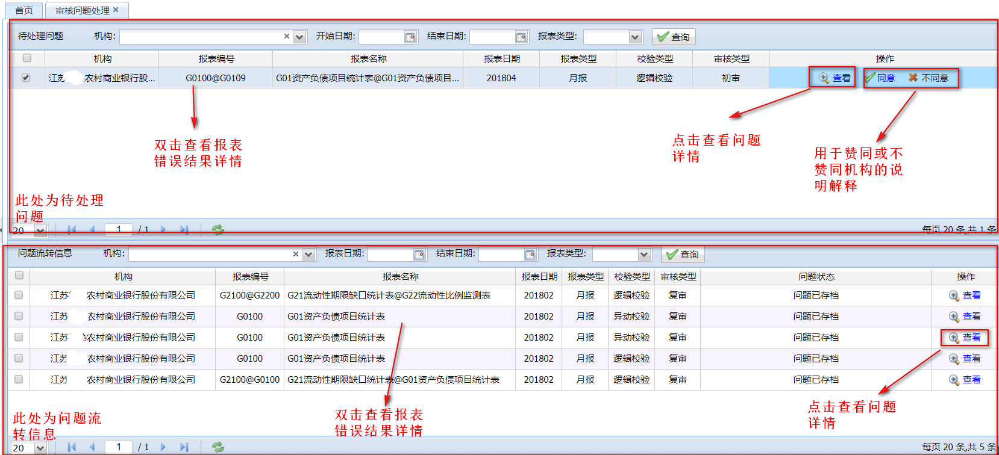 首页 审核问题处理
待处理问题 机构: 开始日期: 结束日期: 报表类型: 查询
机构 报表编号 报表名称 报表日期 报表类型 校验类型 审核类型 操作
江苏 农村商业银行股... G0100@G0109 G01资产负债项目统计表@G01资产负债项目... 201804 月报 逻辑校验 初审 查看 同意 不同意
双击查看报表
错误结果详情
点击查看问题
详情
用于赞同或不
赞同机构的说
明解释
此处为待处理
问题
20 1 / 1 每页 20 条,共 1 条
问题流转信息 机构: 报表日期: 结束日期: 报表类型: 查询
机构 报表编号 报表名称 报表日期 报表类型 校验类型 审核类型 问题状态 操作
江苏 农村商业银行股份有限公司 G2100@G2200 G21流动性期限缺口统计表@G22流动性比例监测表 201802 月报 逻辑校验 复审 问题已存档 查看
江苏 农村商业银行股份有限公司 G0100 G01资产负债项目统计表 201802 月报 异动校验 复审 问题已存档 查看
江苏 农村商业银行股份有限公司 G0100 G01资产负债项目统计表 201802 月报 异动校验 复审 问题已存档 查看
江苏 农村商业银行股份有限公司 G0100 G01资产负债项目统计表 201802 月报 逻辑校验 复审 问题已存档 查看
江苏 农村商业银行股份有限公司 G2100@G0100 G21流动性期限缺口统计表@G01资产负债项目统计表 201802 月报 逻辑校验 复审 问题已存档 查看
双击查看报表
错误结果详情
点击查看问题
详情
此处为问题流
转信息
20 1 / 1 每页 20 条,共 5 条